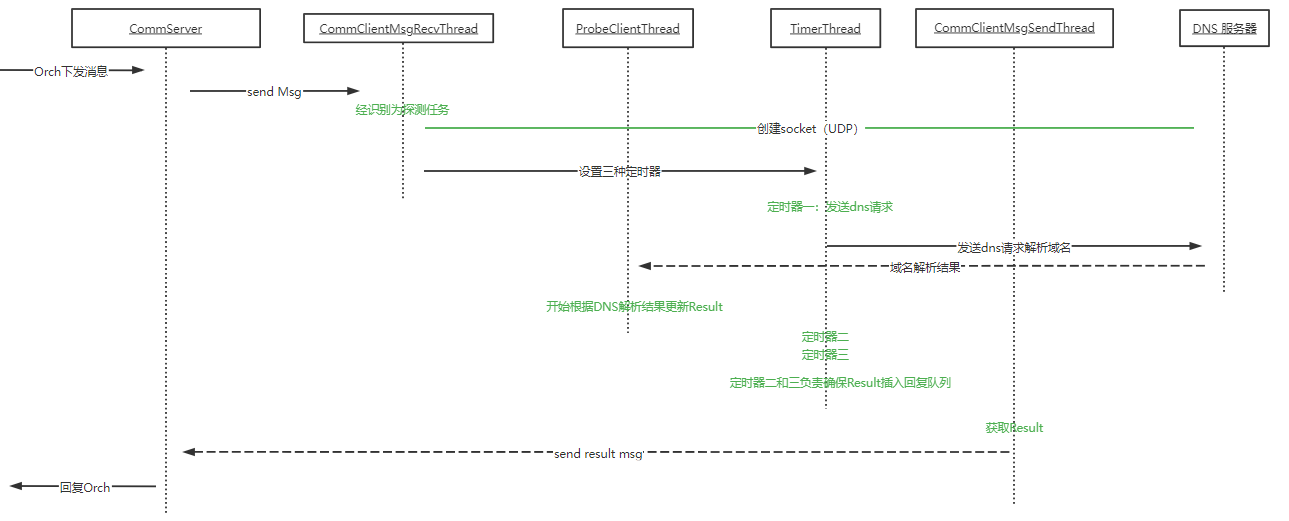 CommServer
CommClientMsgRecvThread
ProbeClientThread
TimerThread
CommClientMsgSendThread
DNS 服务器
Orch下发消息
send Msg
经识别为探测任务
创建socket（UDP）
设置三种定时器
定时器一：发送dns请求
发送dns请求解析域名
域名解析结果
开始根据DNS解析结果更新Result
定时器二
定时器三
定时器二和三负责确保Result插入回复队列
获取Result
send result msg
回复Orch